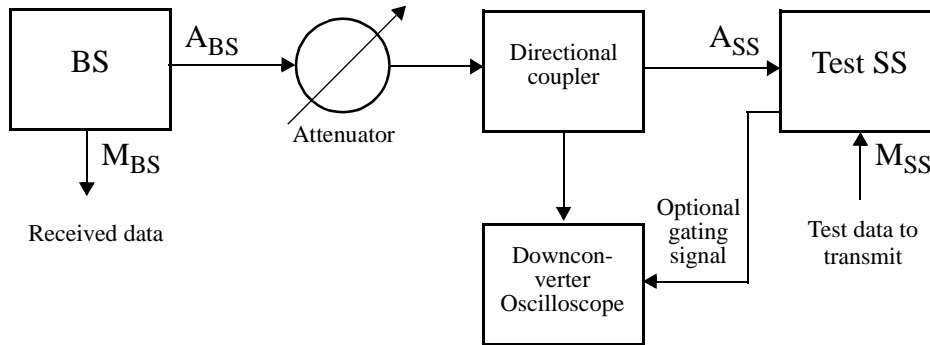 BS
A_BS
Attenuator
Directional
coupler
A_SS
Test SS
M_BS
Received data
Optional
gating
signal
M_SS
Test data to
transmit
Downcon-
verter
Oscilloscope